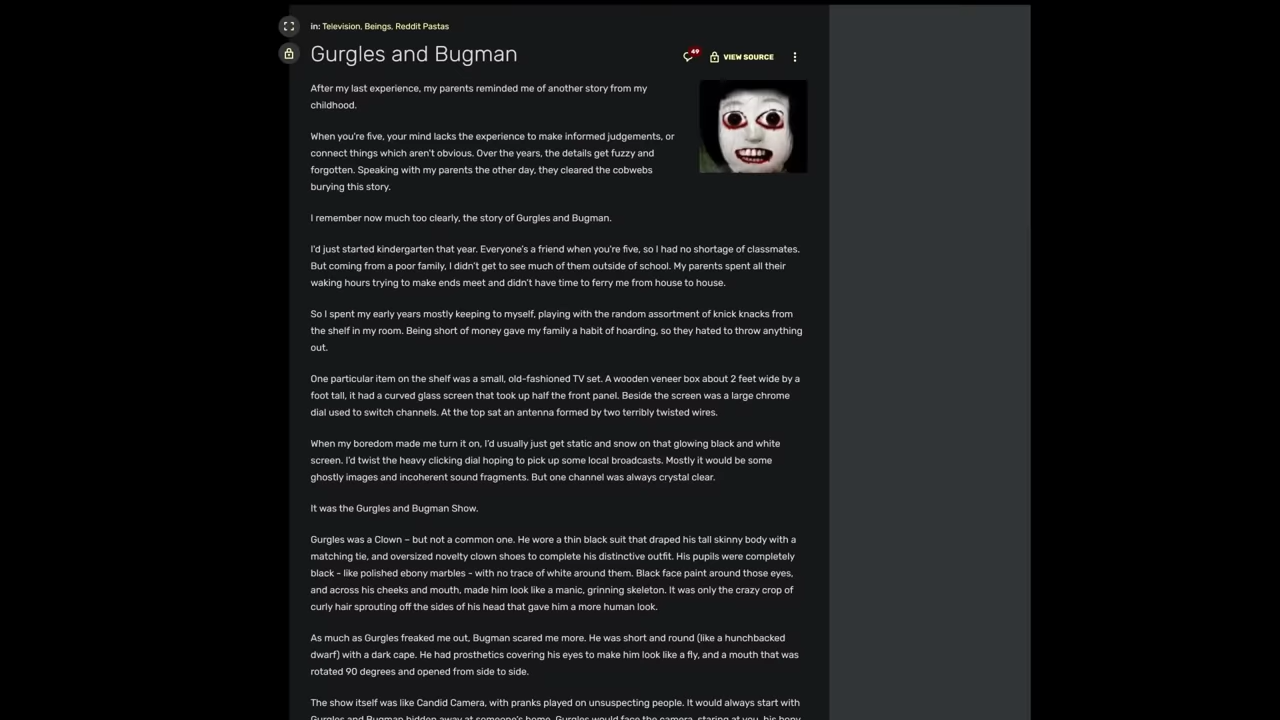 in: Television, Beings, Reddit Pastas
Gurgles and Bugman
49
VIEW SOURCE
After my last experience, my parents reminded me of another story from my
childhood.
When you're five, your mind lacks the experience to make informed judgements, or
connect things which aren't obvious. Over the years, the details get fuzzy and
forgotten. Speaking with my parents the other day, they cleared the cobwebs
burying this story.
I remember now much too clearly, the story of Gurgles and Bugman.
I'd just started kindergarten that year. Everyone's a friend when you're five, so I had no shortage of classmates.
But coming from a poor family, I didn't get to see much of them outside of school. My parents spent all their
waking hours trying to make ends meet and didn't have time to ferry me from house to house.
So I spent my early years mostly keeping to myself, playing with the random assortment of knick knacks from
the shelf in my room. Being short of money gave my family a habit of hoarding, so they hated to throw anything
out.
One particular item on the shelf was a small, old-fashioned TV set. A wooden veneer box about 2 feet wide by a
foot tall, it had a curved glass screen that took up half the front panel. Beside the screen was a large chrome
dial used to switch channels. At the top sat an antenna formed by two terribly twisted wires.
When my boredom made me turn it on, I'd usually just get static and snow on that glowing black and white
screen. I'd twist the heavy clicking dial hoping to pick up some local broadcasts. Mostly it would be some
ghostly images and incoherent sound fragments. But one channel was always crystal clear.
It was the Gurgles and Bugman Show.
Gurgles was a Clown – but not a common one. He wore a thin black suit that draped his tall skinny body with a
matching tie, and oversized novelty clown shoes to complete his distinctive outfit. His pupils were completely
black - like polished ebony marbles - with no trace of white around them. Black face paint around those eyes,
and across his cheeks and mouth, made him look like a manic, grinning skeleton. It was only the crazy crop of
curly hair sprouting off the sides of his head that gave him a more human look.
As much as Gurgles freaked me out, Bugman scared me more. He was short and round (like a hunchbacked
dwarf) with a dark cape. He had prosthetics covering his eyes to make him look like a fly, and a mouth that was
rotated 90 degrees and opened from side to side.
The show itself was like Candid Camera, with pranks played on unsuspecting people. It would always start with
Gurgles and Bugman hidden away at someone's home. Gurgles would face the camera, staring at you, his bony